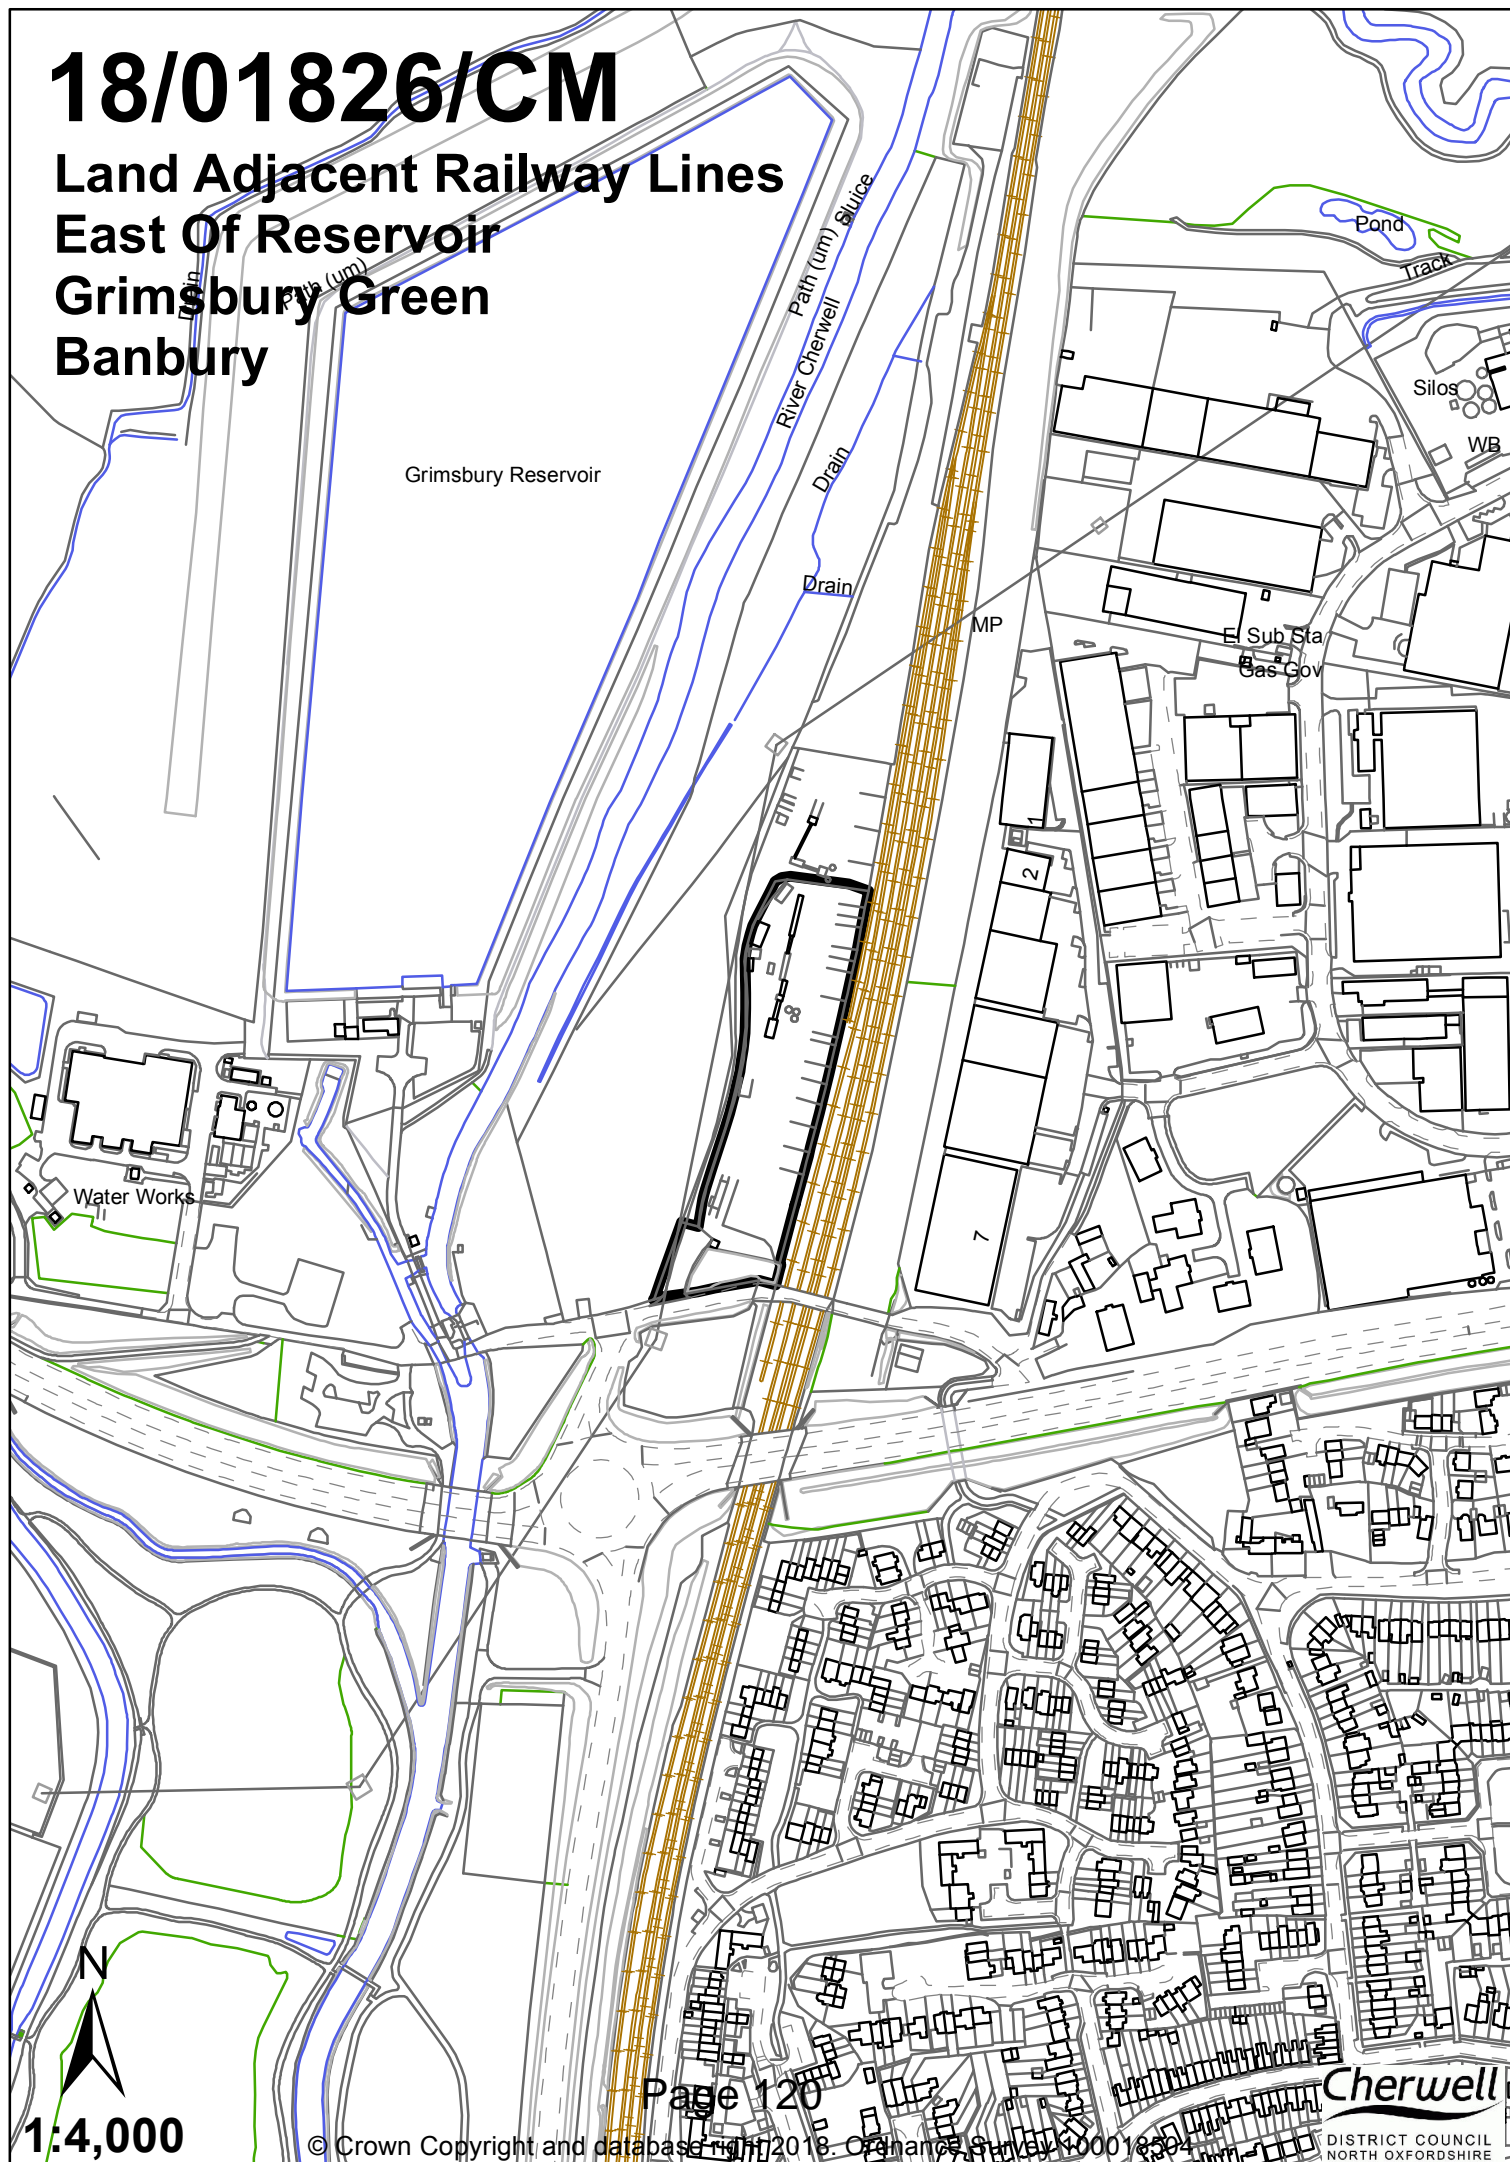 18/01826/CM
Land Adjacent Railway Lines
East Of Reservoir
Grimsbury Green
Banbury
Drain
Path (um)
Path (um)
Sluice
River Cherwell
Drain
Drain
Grimsbury Reservoir
Pond
Track
Silos
WB
MP
El Sub Sta
Gas Gov
1
2
7
Water Works
N
1:4,000
Page 120
© Crown Copyright and database right 2018. Ordnance Survey 100018504
Cherwell
DISTRICT COUNCIL
NORTH OXFORDSHIRE